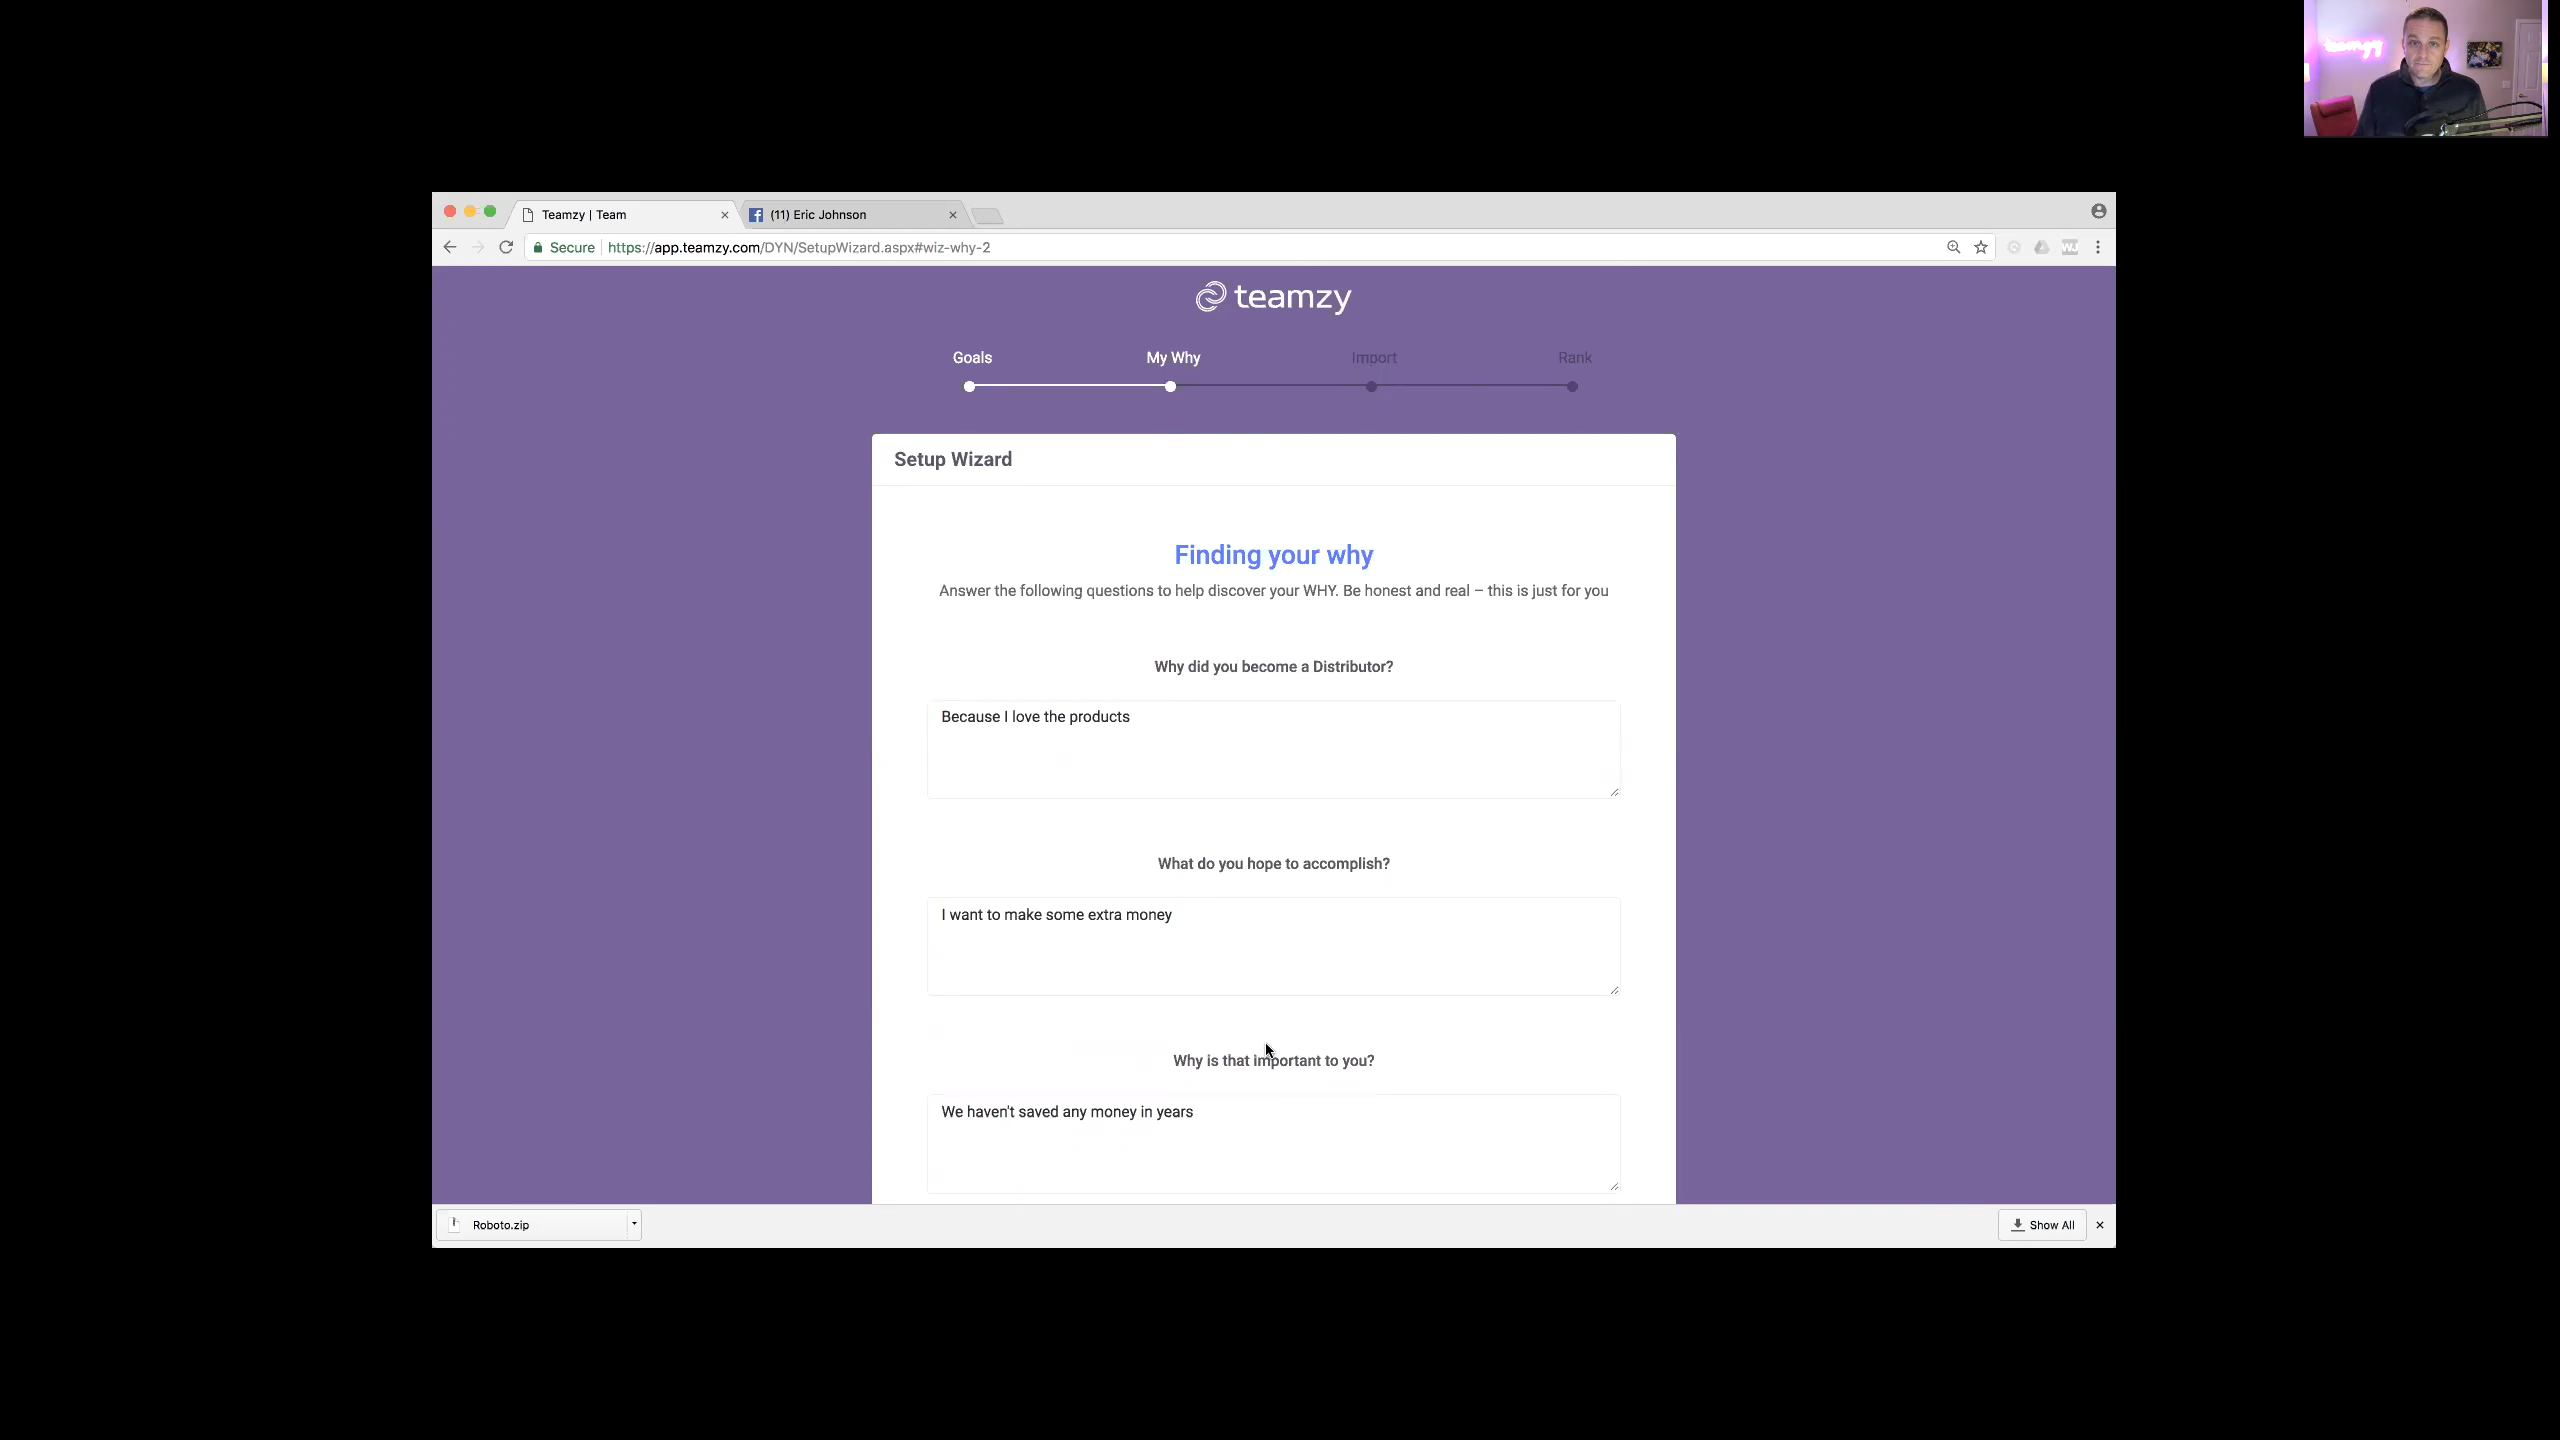 teamzy
Teamzy | Team
(11) Eric Johnson
Secure
https://app.teamzy.com/DYN/SetupWizard.aspx#wiz-why-2
WJ
teamzy
Goals
My Why
Import
Rank
Setup Wizard
Finding your why
Answer the following questions to help discover your WHY. Be honest and real – this is just for you
Why did you become a Distributor?
Because I love the products
What do you hope to accomplish?
I want to make some extra money
Why is that important to you?
We haven't saved any money in years
Roboto.zip
Show All